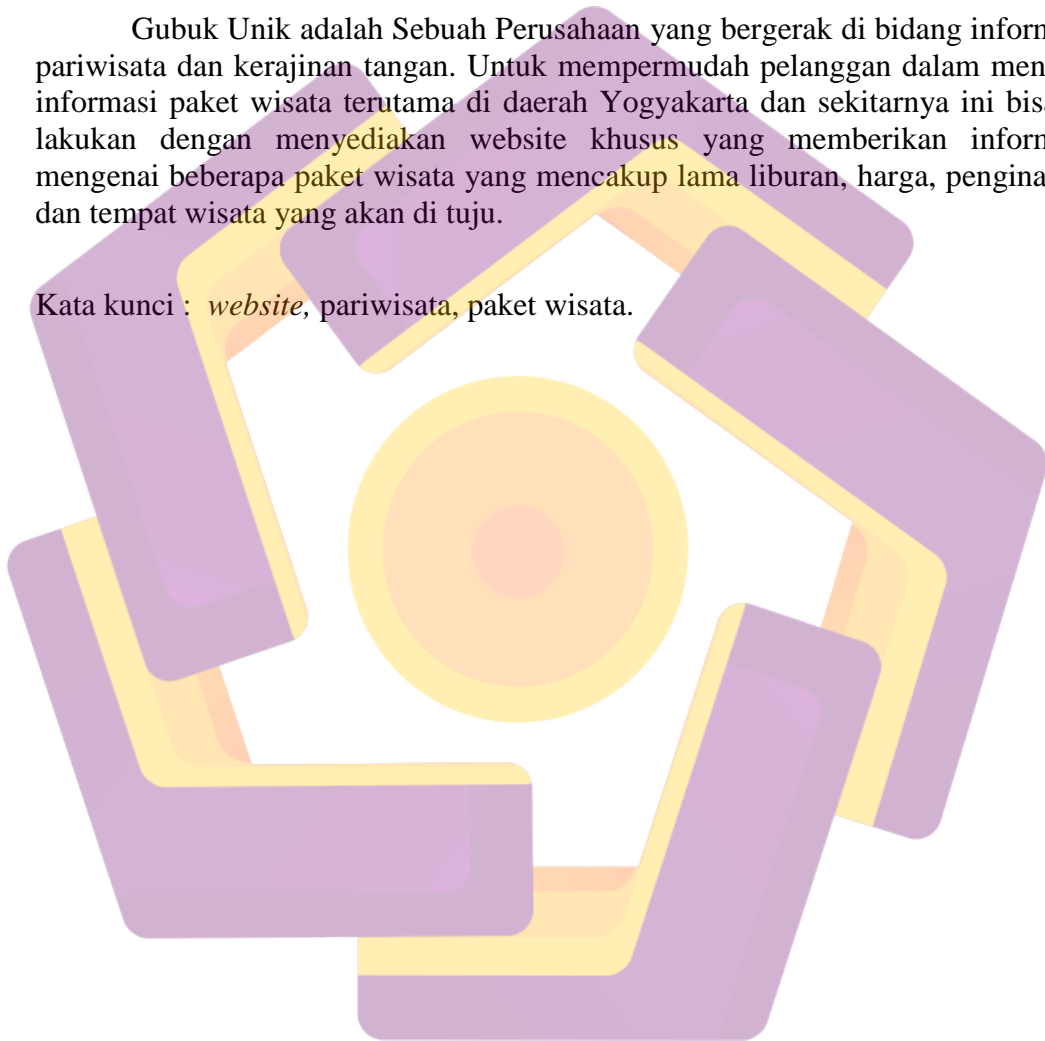 Gubuk Unik adalah Sebuah Perusahaan yang bergerak di bidang inform
pariwisata dan kerajinan tangan. Untuk mempermudah pelanggan dalam men
informasi paket wisata terutama di daerah Yogyakarta dan sekitarnya ini bis
lakukan dengan menyediakan website khusus yang memberikan inform
mengenai beberapa paket wisata yang mencakup lama liburan, harga, pengina
dan tempat wisata yang akan di tuju.
Kata kunci : website, pariwisata, paket wisata.